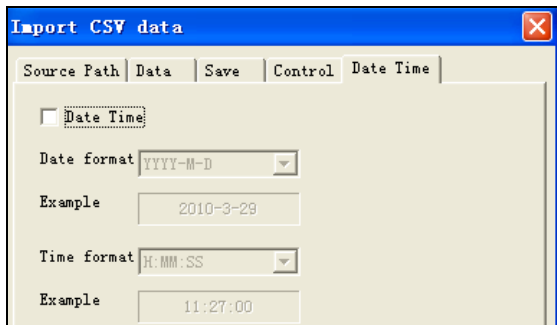 Import CSV data
Source Path Data Save Control Date Time
Date Time
Date format YYYY-M-D
Example 2010-3-29
Time format H:MM:SS
Example 11:27:00